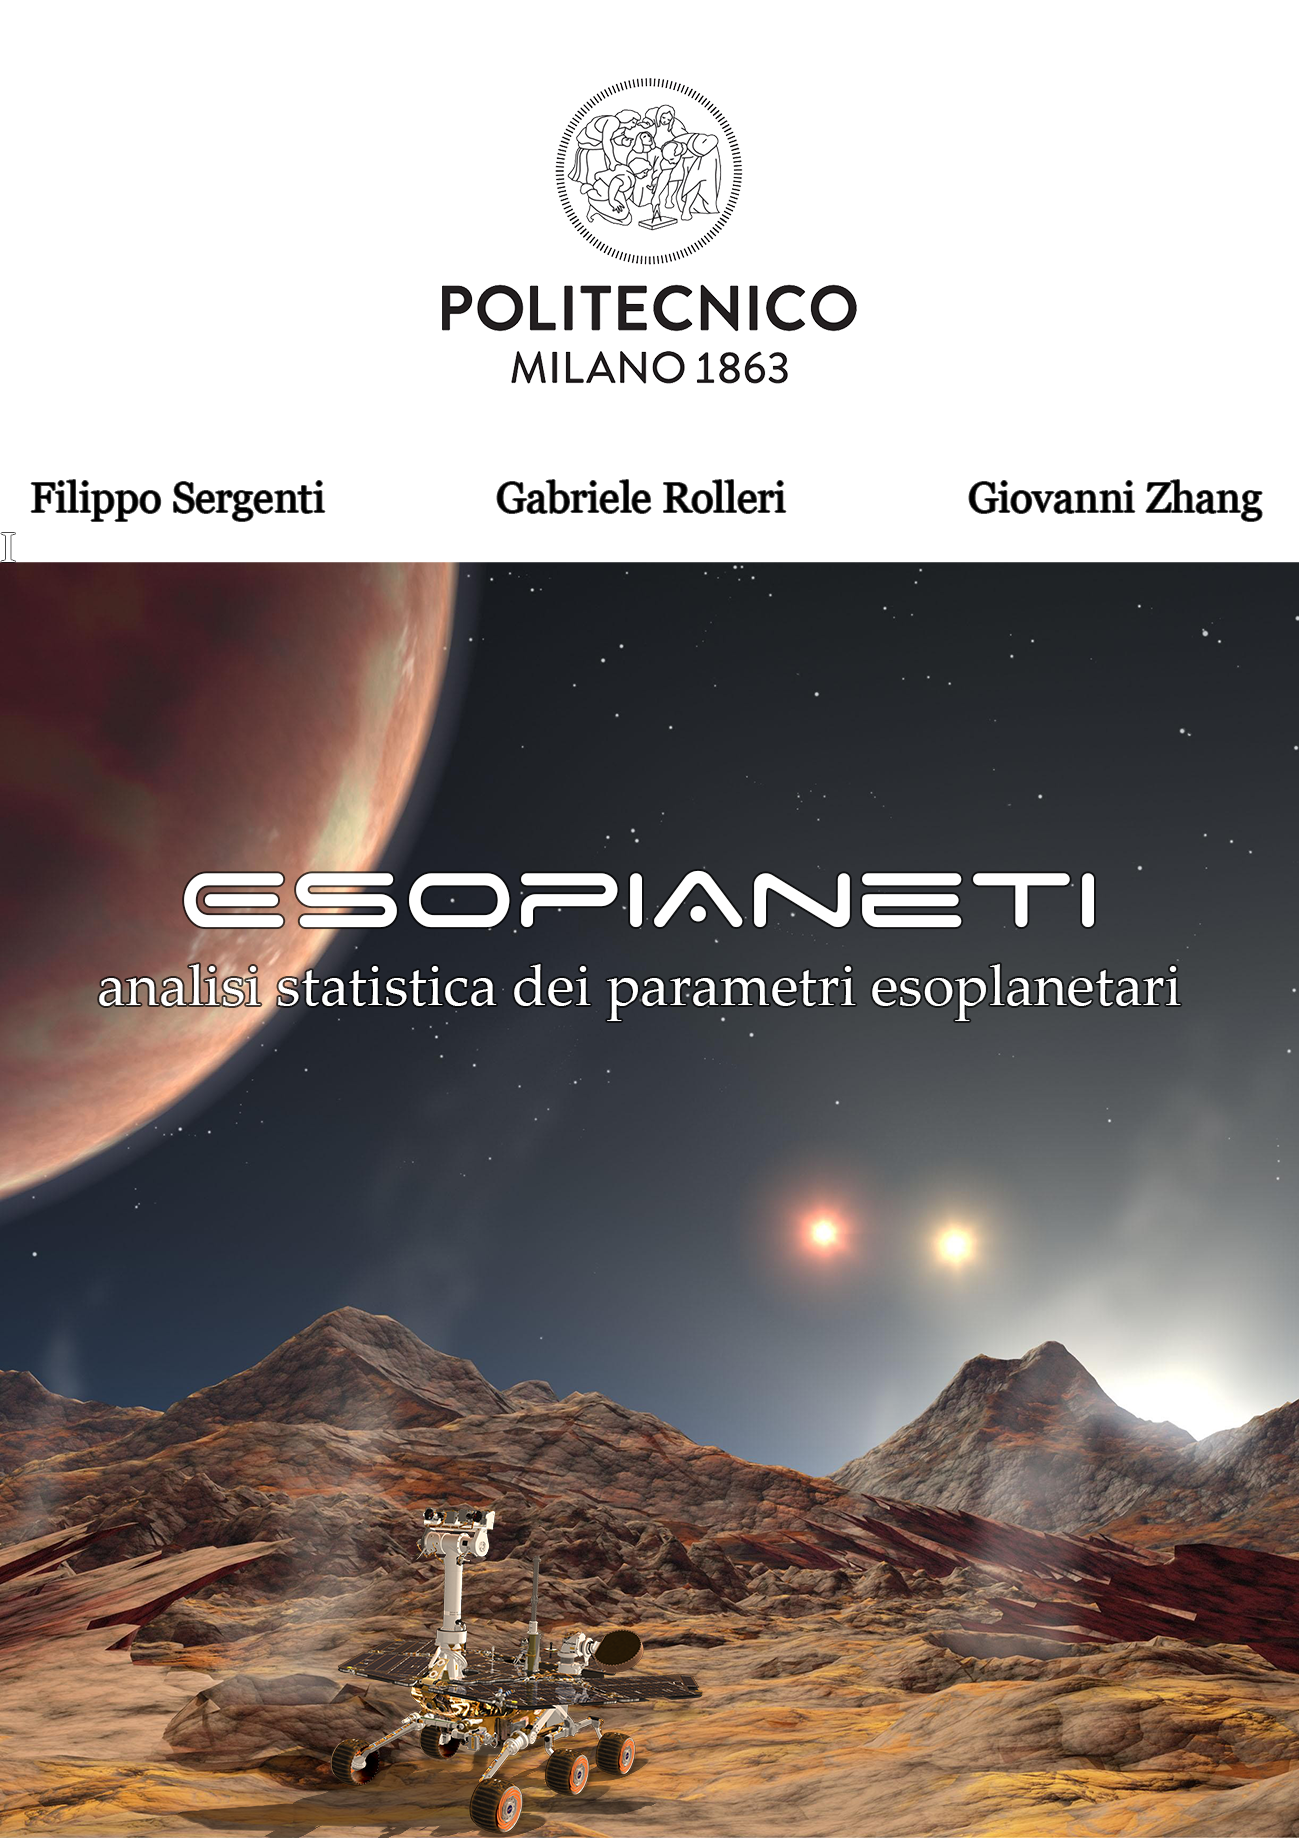 POLITECNICO
MILANO 1863
Filippo Sergenti Gabriele Rolleri Giovanni Zhang
ESOPIANETI
analisi statistica dei parametri esoplanetari